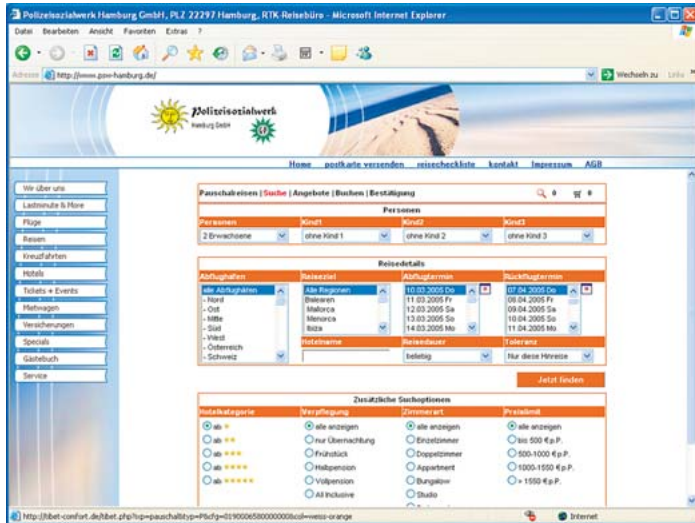 Polizeisozialwerk Hamburg GmbH, PLZ 22297 Hamburg, RTK-Reisebüro - Microsoft Internet Explorer
Datei Bearbeiten Ansicht Favoriten Extras ?
Adresse http://www.psw-hamburg.de/ Wechseln zu Links »
Polizeisozialwerk
Hamburg GmbH
Home postkarte versenden reisecheckliste kontakt Impressum AGB
Wir über uns
Lastminute & More
Flüge
Reisen
Kreuzfahrten
Hotels
Tickets + Events
Mietwagen
Versicherungen
Specials
Gästebuch
Service
Pauschalreisen | Suche | Angebote | Buchen | Bestätigung 0 0
Personen
Personen Kind1 Kind2 Kind3
2 Erwachsene ohne Kind 1 ohne Kind 2 ohne Kind 3
Reisedetails
Abflughäfen Reiseziel Abflugtermin Rückflugtermin
alle Abflughäfen Alle Regionen 10.03.2005 Do 07.04.2005 Do
- Nord Balearen 11.03.2005 Fr 08.04.2005 Fr
- Ost Mallorca 12.03.2005 Sa 09.04.2005 Sa
- Mitte Menorca 13.03.2005 So 10.04.2005 So
- Süd Ibiza 14.03.2005 Mo 11.04.2005 Mo
- West
- Österreich
- Schweiz
Hotelname Reisedauer Toleranz
beliebig Nur diese Hinreise
Jetzt finden
Zusätzliche Suchoptionen
Hotelkategorie Verpflegung Zimmerart Preislimit
ab alle anzeigen alle anzeigen alle anzeigen
ab nur Übernachtung Einzelzimmer bis 500 € p.P.
ab Frühstück Doppelzimmer 500-1000 € p.P.
ab Halbpension Appartment 1000-1550 € p.P.
ab Vollpension Bungalow > 1550 € p.P.
All Inclusive Studio
Internet